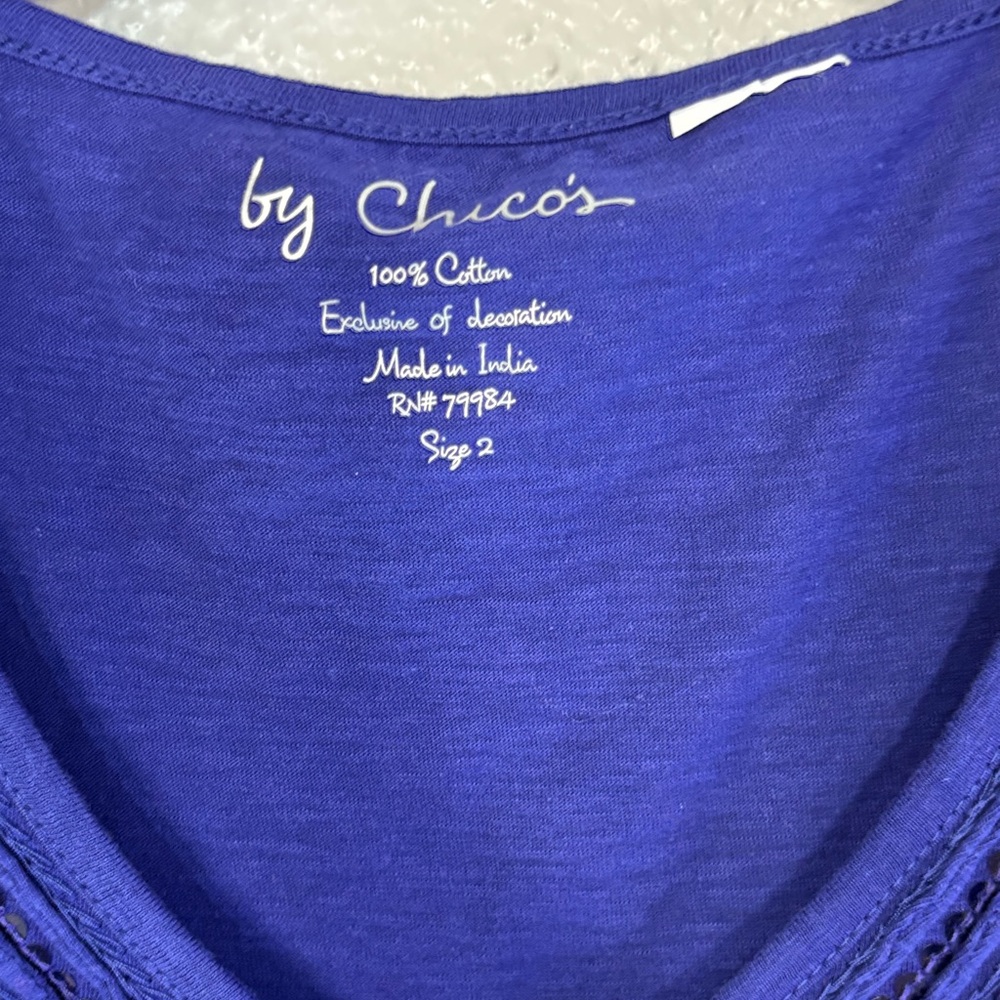 by Chico's
100% Cotton
Exclusive of decoration
Made in India
RN# 79984
Size 2